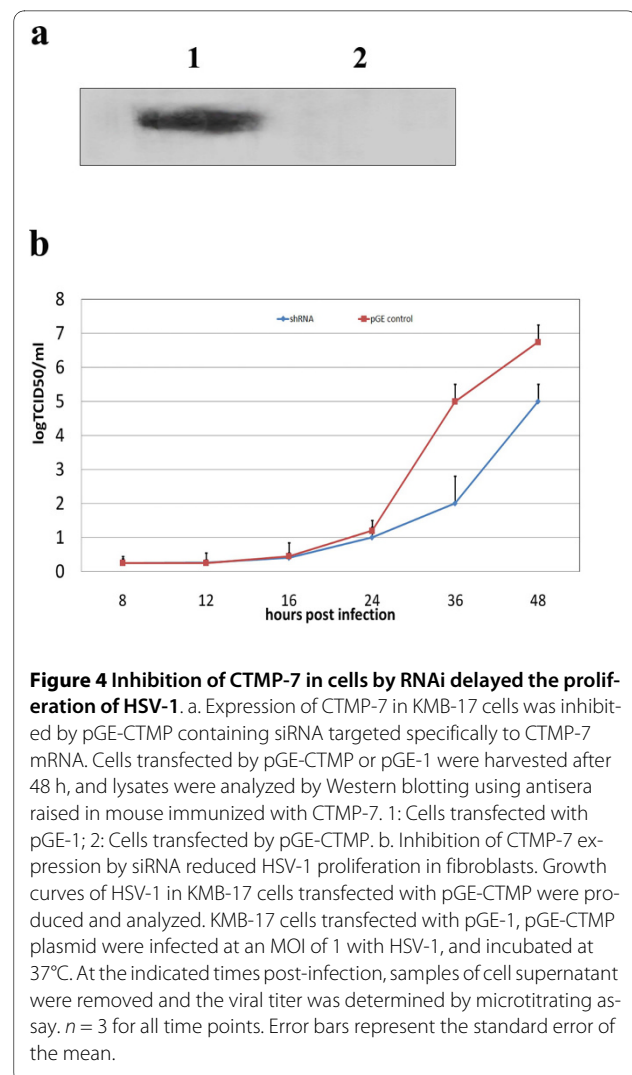 a
1 2
b
8
7
6
5
4
3
2
1
0
logTCID50/ml
shRNA pGE control
8 12 16 24 36 48
hours post infection
Figure 4 Inhibition of CTMP-7 in cells by RNAi delayed the prolif-
eration of HSV-1. a. Expression of CTMP-7 in KMB-17 cells was inhibit-
ed by pGE-CTMP containing siRNA targeted specifically to CTMP-7
mRNA. Cells transfected by pGE-CTMP or pGE-1 were harvested after
48 h, and lysates were analyzed by Western blotting using antisera
raised in mouse immunized with CTMP-7. 1: Cells transfected with
pGE-1; 2: Cells transfected by pGE-CTMP. b. Inhibition of CTMP-7 ex-
pression by siRNA reduced HSV-1 proliferation in fibroblasts. Growth
curves of HSV-1 in KMB-17 cells transfected with pGE-CTMP were pro-
duced and analyzed. KMB-17 cells transfected with pGE-1, pGE-CTMP
plasmid were infected at an MOI of 1 with HSV-1, and incubated at
37°C. At the indicated times post-infection, samples of cell supernatant
were removed and the viral titer was determined by microtitrating as-
say. n = 3 for all time points. Error bars represent the standard error of
the mean.